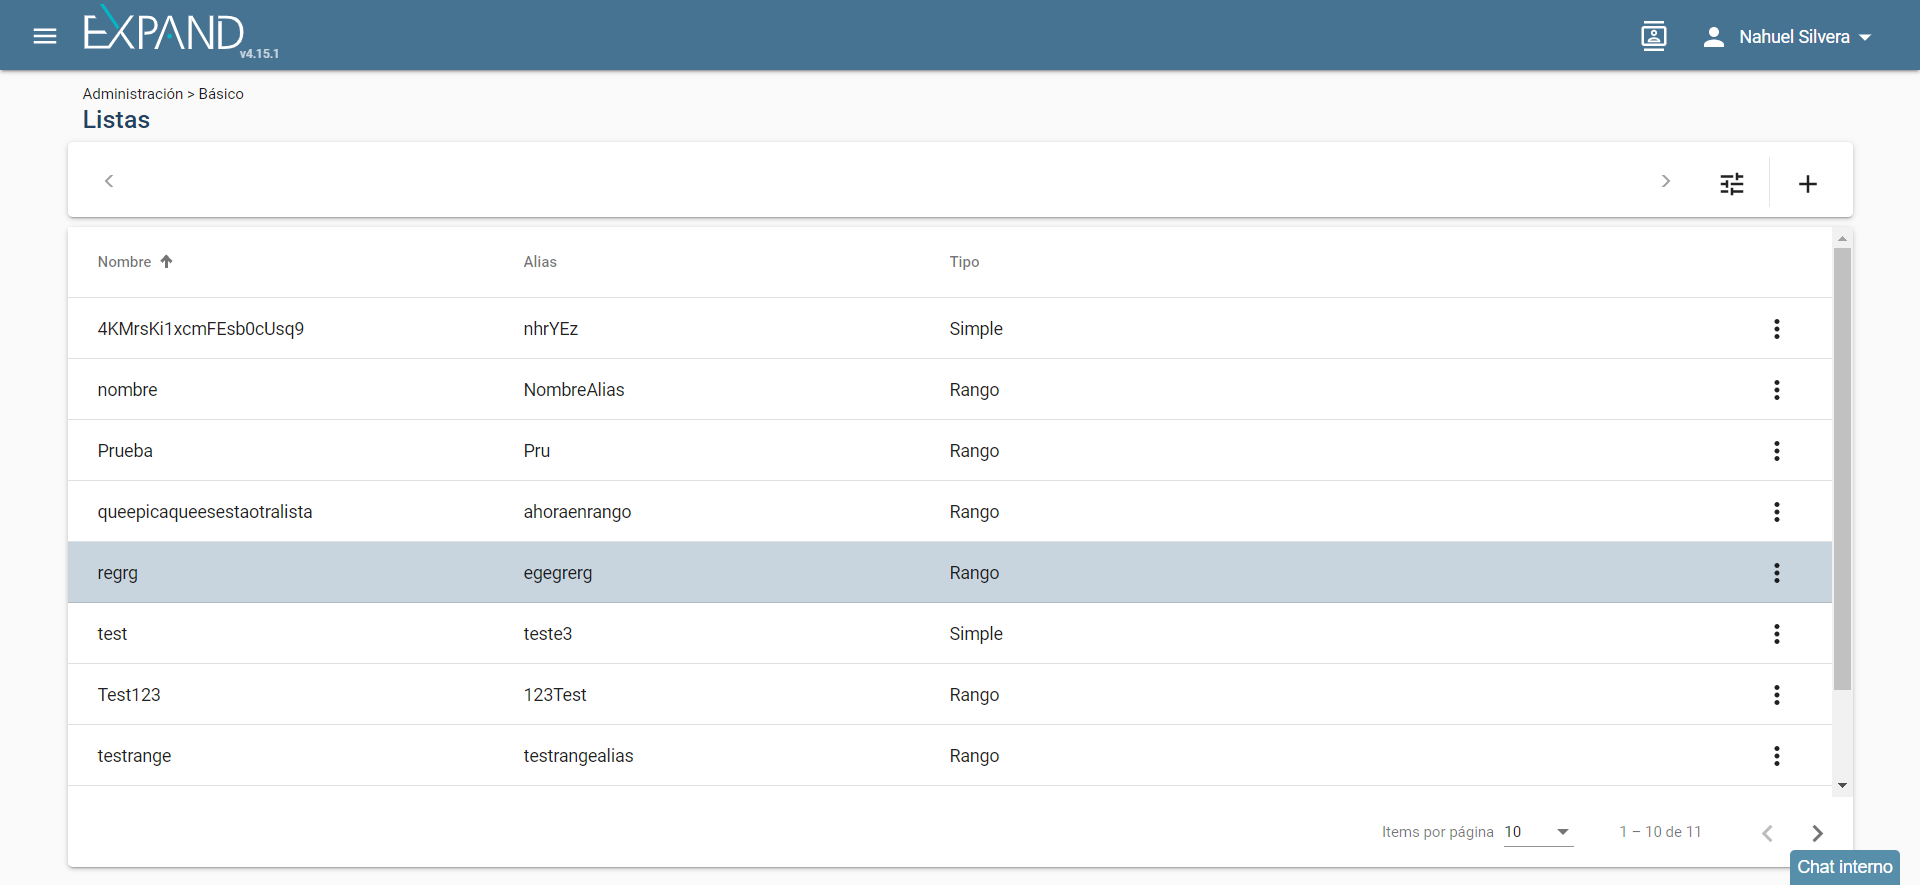 EXPAND
v4.15.1
Nahuel Silvera
Administración > Básico
Listas
Nombre Alias Tipo
4KMrsKi1xcmFEsb0cUsq9 nhrYEz Simple
nombre NombreAlias Rango
Prueba Pru Rango
queepicaqueesestaotralista ahoraenrango Rango
regrg egegrerg Rango
test teste3 Simple
Test123 123Test Rango
testrange testrangealias Rango
Items por página 10 1 – 10 de 11
Chat interno